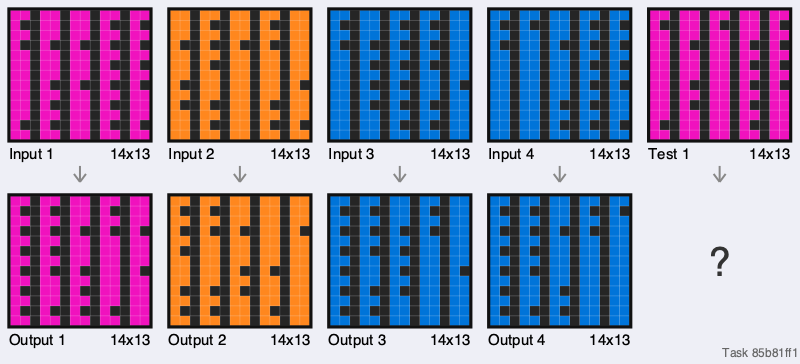 Input 1 14x13 Input 2 14x13 Input 3 14x13 Input 4 14x13 Test 1 14x13
?
Output 1 14x13 Output 2 14x13 Output 3 14x13 Output 4 14x13
Task 85b81ff1